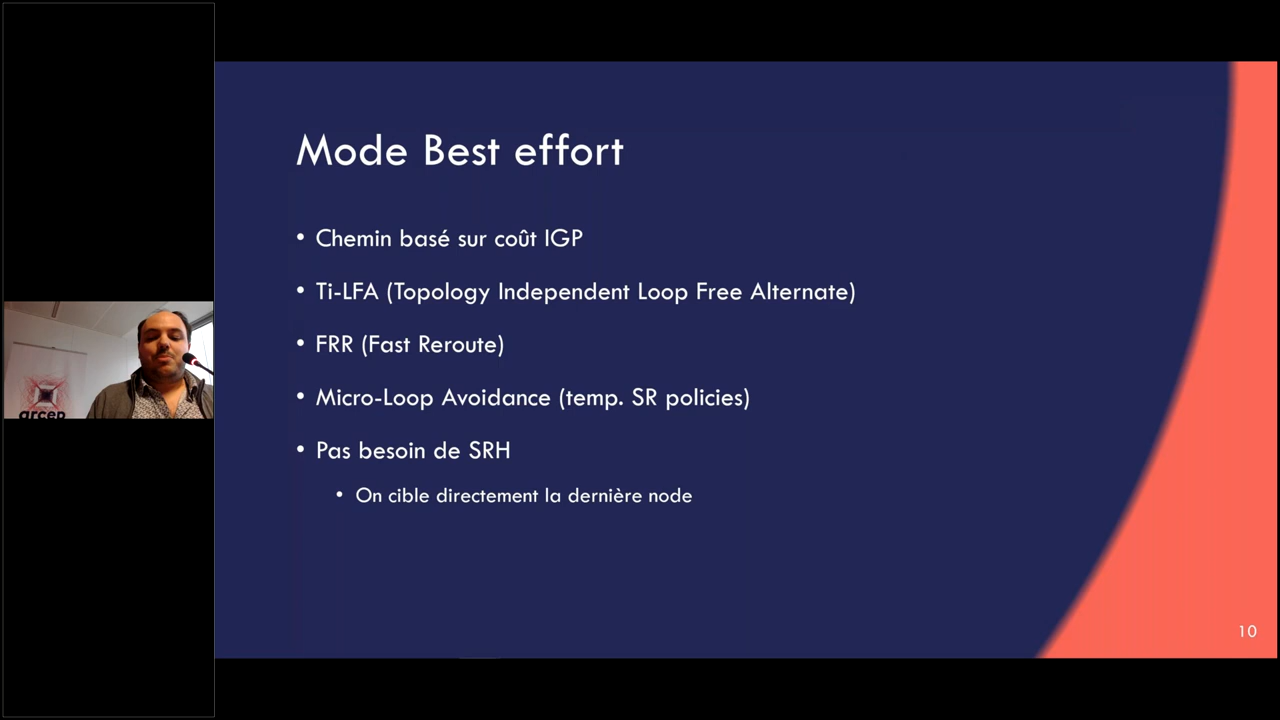 Mode Best effort
• Chemin basé sur coût IGP
• Ti-LFA (Topology Independent Loop Free Alternate)
• FRR (Fast Reroute)
• Micro-Loop Avoidance (temp. SR policies)
• Pas besoin de SRH
• On cible directement la dernière node
arcep
10